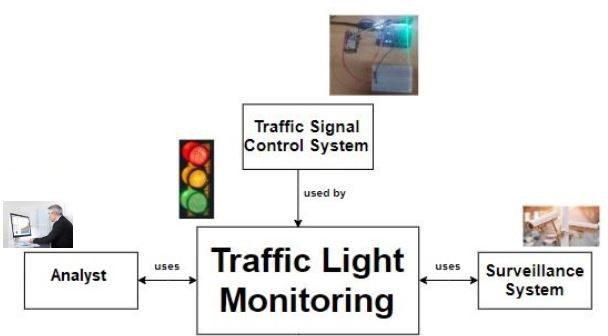 Traffic Signal
Control System
used by
Analyst
uses
Traffic Light
Monitoring
uses
Surveillance
System